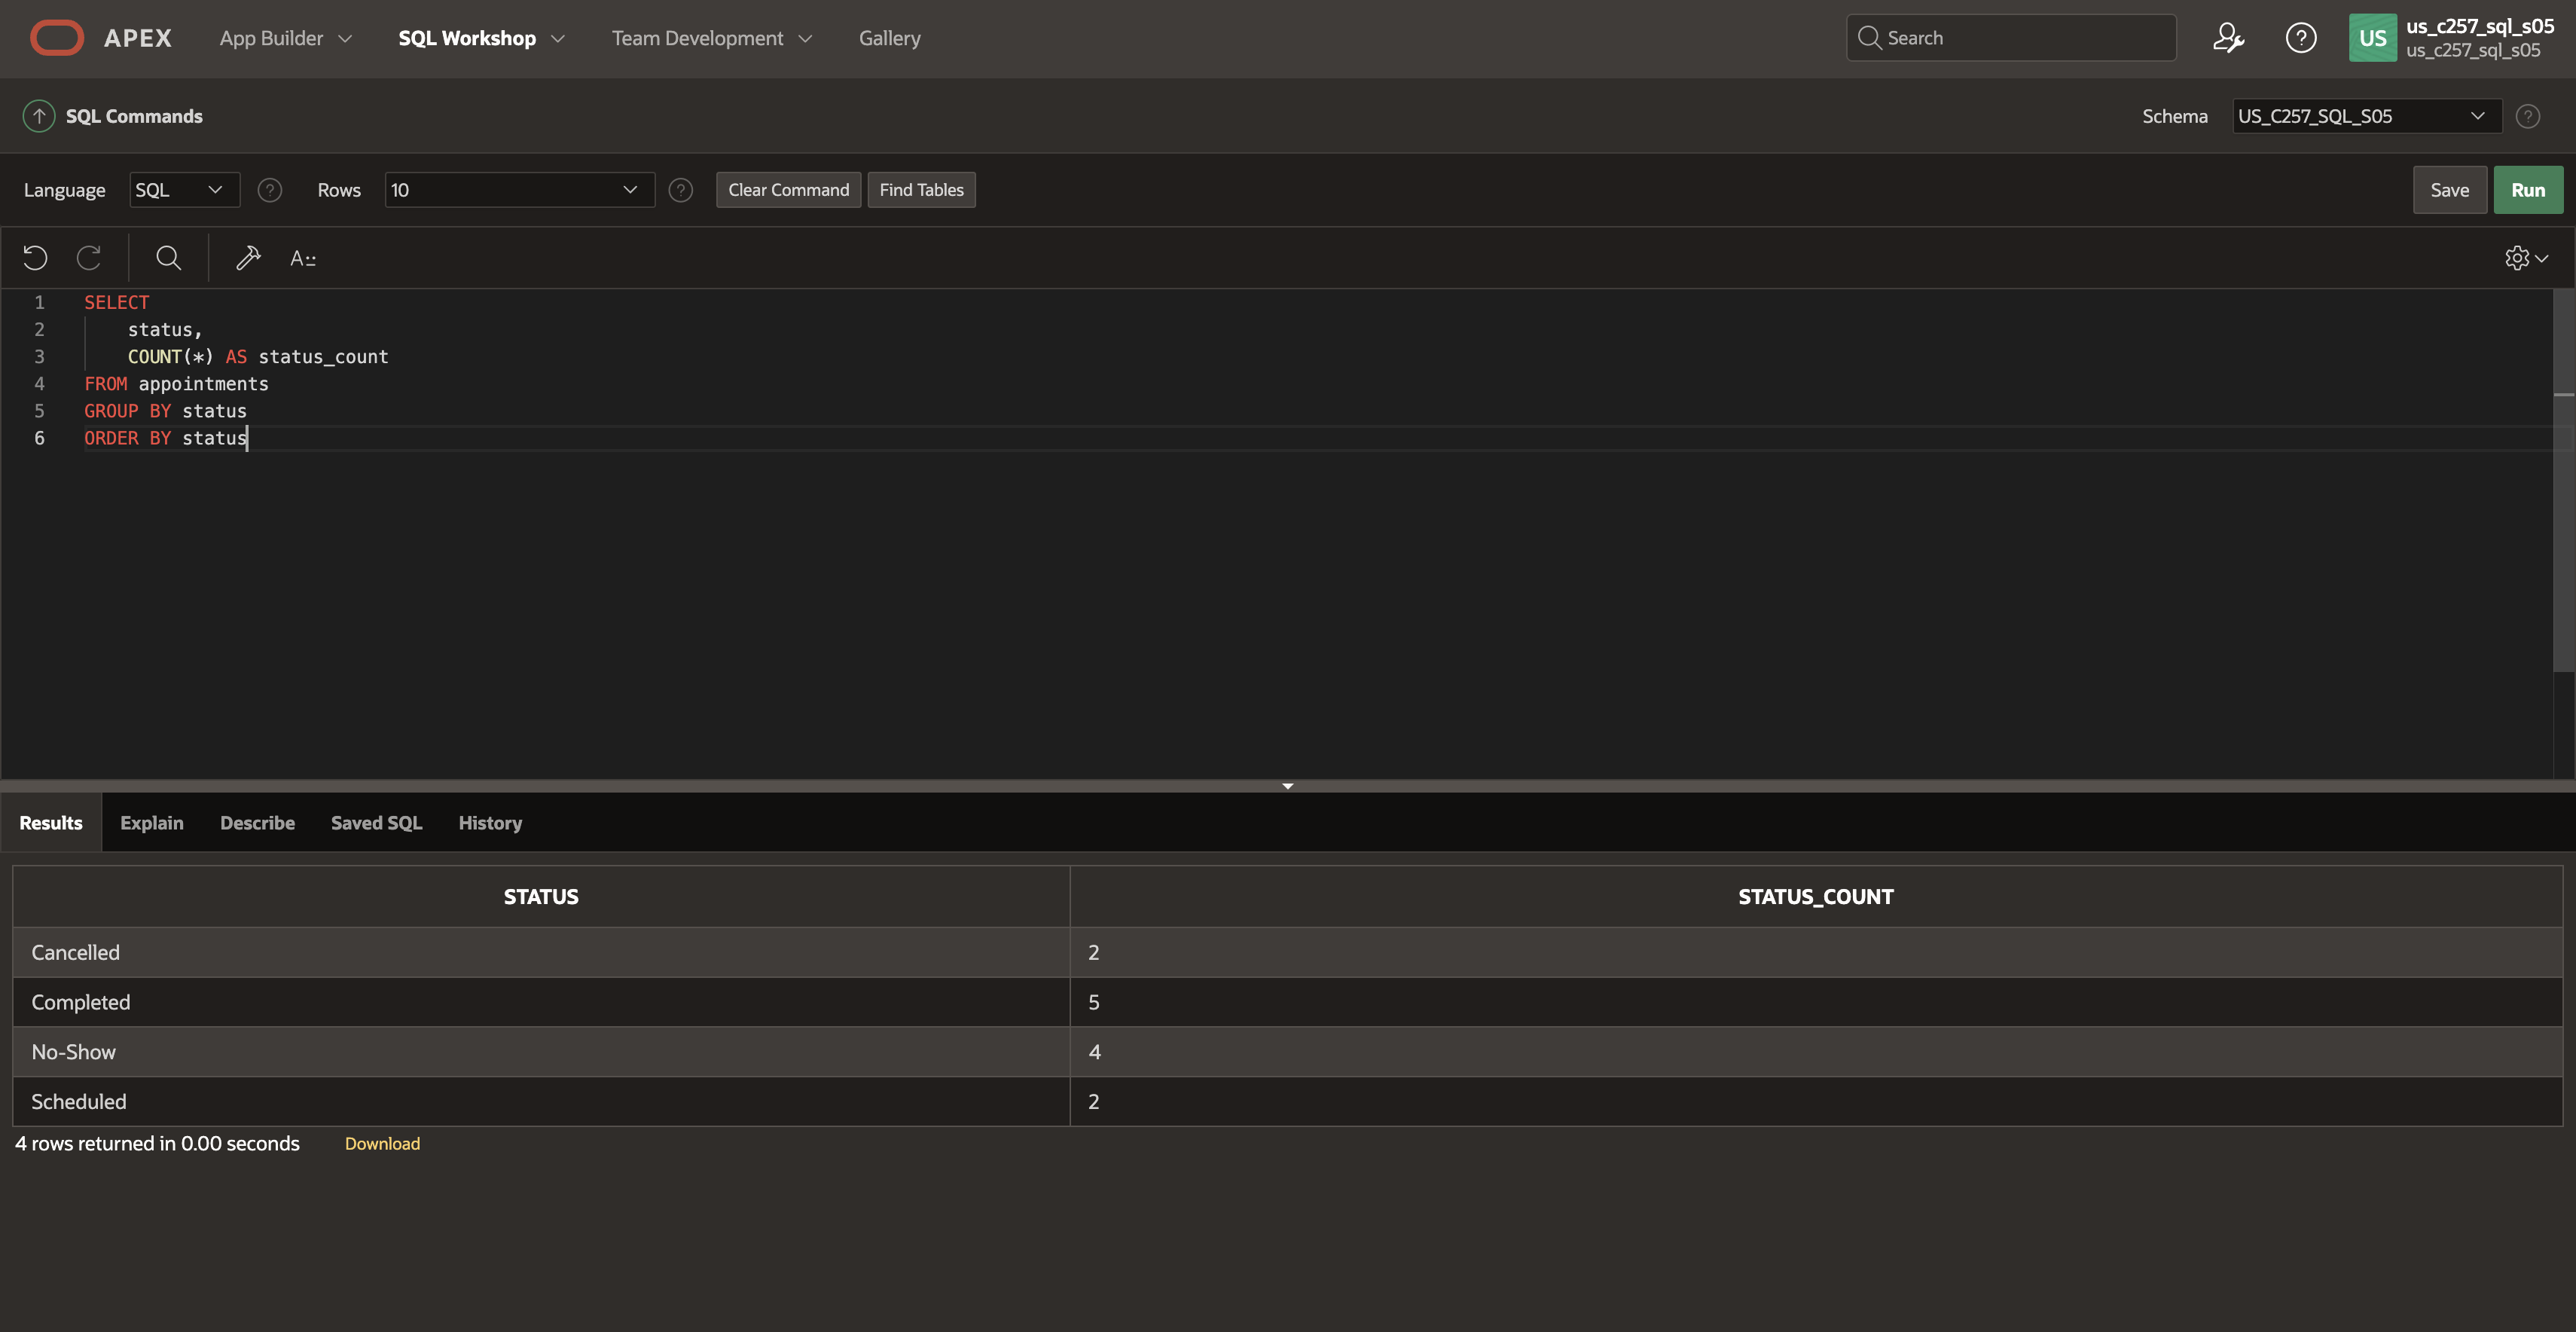 APEX App Builder SQL Workshop Team Development Gallery Search US us_c257_sql_s05
us_c257_sql_s05
SQL Commands Schema US_C257_SQL_S05
Language SQL Rows 10 Clear Command Find Tables Save Run
A::
1 SELECT
2 status,
3 COUNT(*) AS status_count
4 FROM appointments
5 GROUP BY status
6 ORDER BY status
Results Explain Describe Saved SQL History
STATUS STATUS_COUNT
Cancelled 2
Completed 5
No-Show 4
Scheduled 2
4 rows returned in 0.00 seconds Download